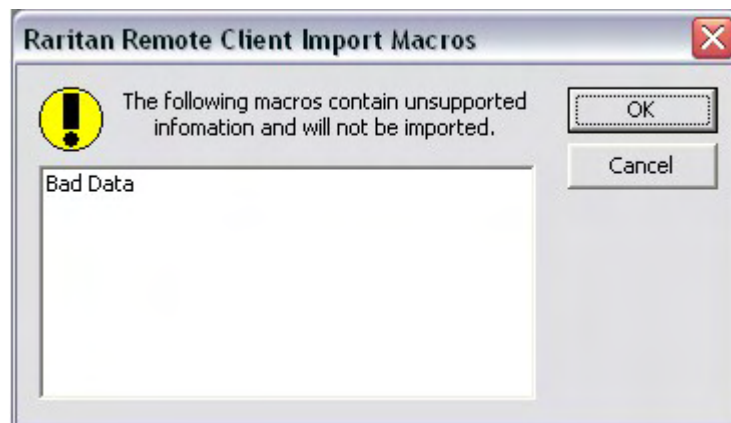 Raritan Remote Client Import Macros
The following macros contain unsupported
infomation and will not be imported.
OK
Cancel
Bad Data